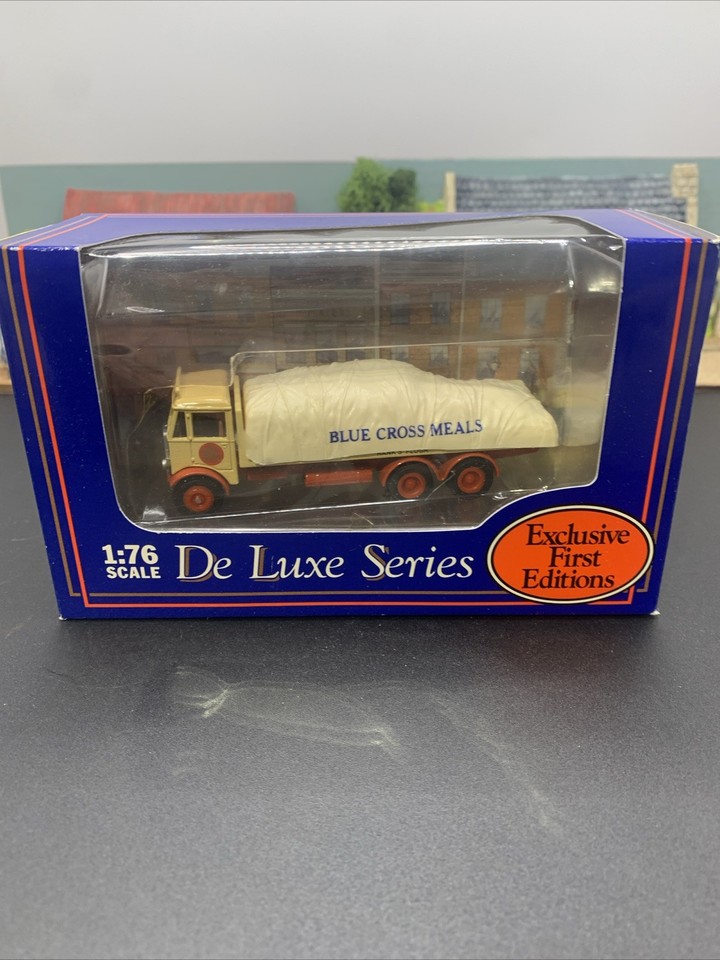 BLUE CROSS MEALS
1:76
SCALE
De Luxe Series
Exclusive
First
Editions